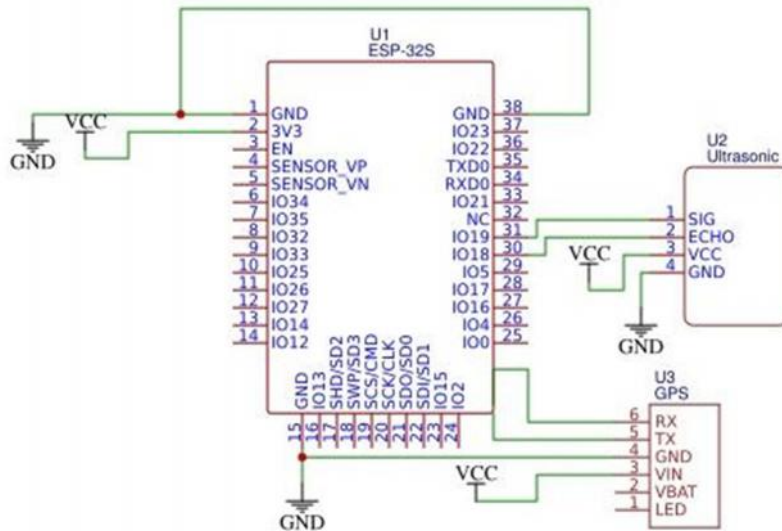 U1
ESP-32S
1 GND
2 3V3
3 EN
4 SENSOR_VP
5 SENSOR_VN
6 IO34
7 IO35
8 IO32
9 IO33
10 IO25
11 IO26
12 IO27
13 IO14
14 IO12
GND 38
IO23 37
IO22 36
TXD0 35
RXD0 34
IO21 33
NC 32
IO19 31
IO18 30
IO5 29
IO17 28
IO16 27
IO4 26
IO0 25
GND 15
IO13 16
SHD/SD2 17
SWP/SD3 18
SCS/CMD 19
SCK/CLK 20
SDO/SD0 21
SDI/SD1 22
IO15 23
IO2 24
VCC
GND
U2
Ultrasonic
1 SIG
2 ECHO
3 VCC
4 GND
VCC
GND
U3
GPS
6 RX
5 TX
4 GND
3 VIN
2 VBAT
1 LED
VCC
GND